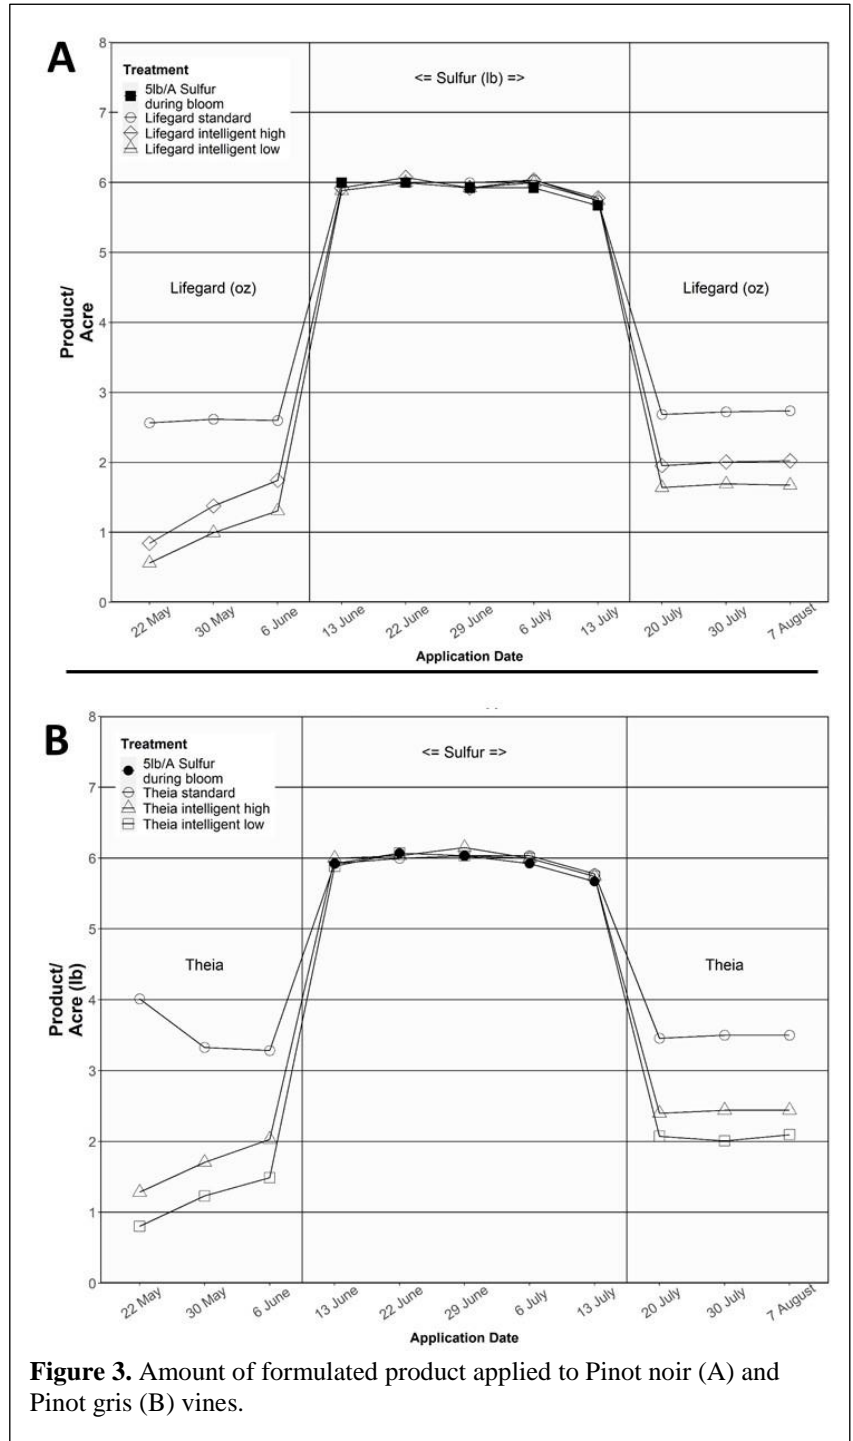 A
8
7
6
5
4
3
2
1
0
Product/
Acre
Treatment
5lb/A Sulfur
during bloom
Lifegard standard
Lifegard intelligent high
Lifegard intelligent low
<= Sulfur (lb) =>
Lifegard (oz)
Lifegard (oz)
22 May
30 May
6 June
13 June
22 June
29 June
6 July
13 July
20 July
30 July
7 August
Application Date
B
8
7
6
5
4
3
2
1
0
Product/
Acre (lb)
Treatment
5lb/A Sulfur
during bloom
Theia standard
Theia intelligent high
Theia intelligent low
<= Sulfur =>
Theia
Theia
22 May
30 May
6 June
13 June
22 June
29 June
6 July
13 July
20 July
30 July
7 August
Application Date
Figure 3. Amount of formulated product applied to Pinot noir (A) and
Pinot gris (B) vines.